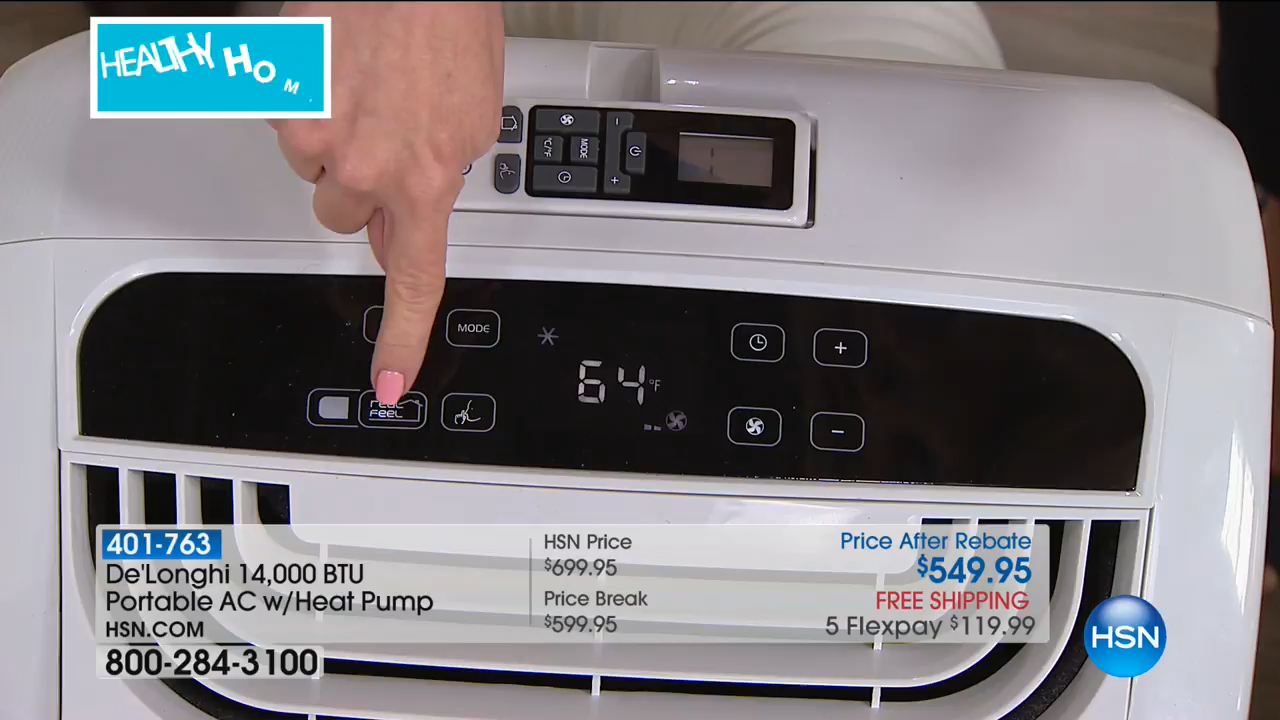 HEALTHY HOM
°C/°F
MODE
-
+
MODE
64°F
+
real
FEEL
-
401-763
De'Longhi 14,000 BTU
Portable AC w/Heat Pump
HSN.COM
800-284-3100
HSN Price
$699.95
Price Break
$599.95
Price After Rebate
$549.95
FREE SHIPPING
5 Flexpay $119.99
HSN